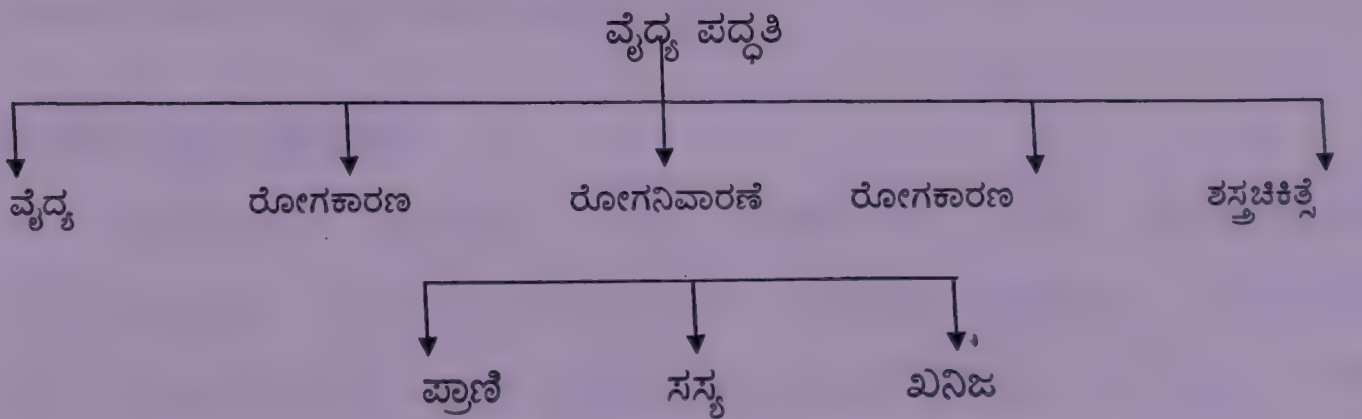 ವೈಧ್ಯ ಪದ್ಧತಿ
ವೈದ್ಯ ರೋಗಕಾರಣ ರೋಗನಿವಾರಣೆ ರೋಗಕಾರಣ ಶಸ್ತ್ರಚಿಕಿತ್ಸೆ
ಪ್ರಾಣಿ ಸಸ್ಯ ಖನಿಜ